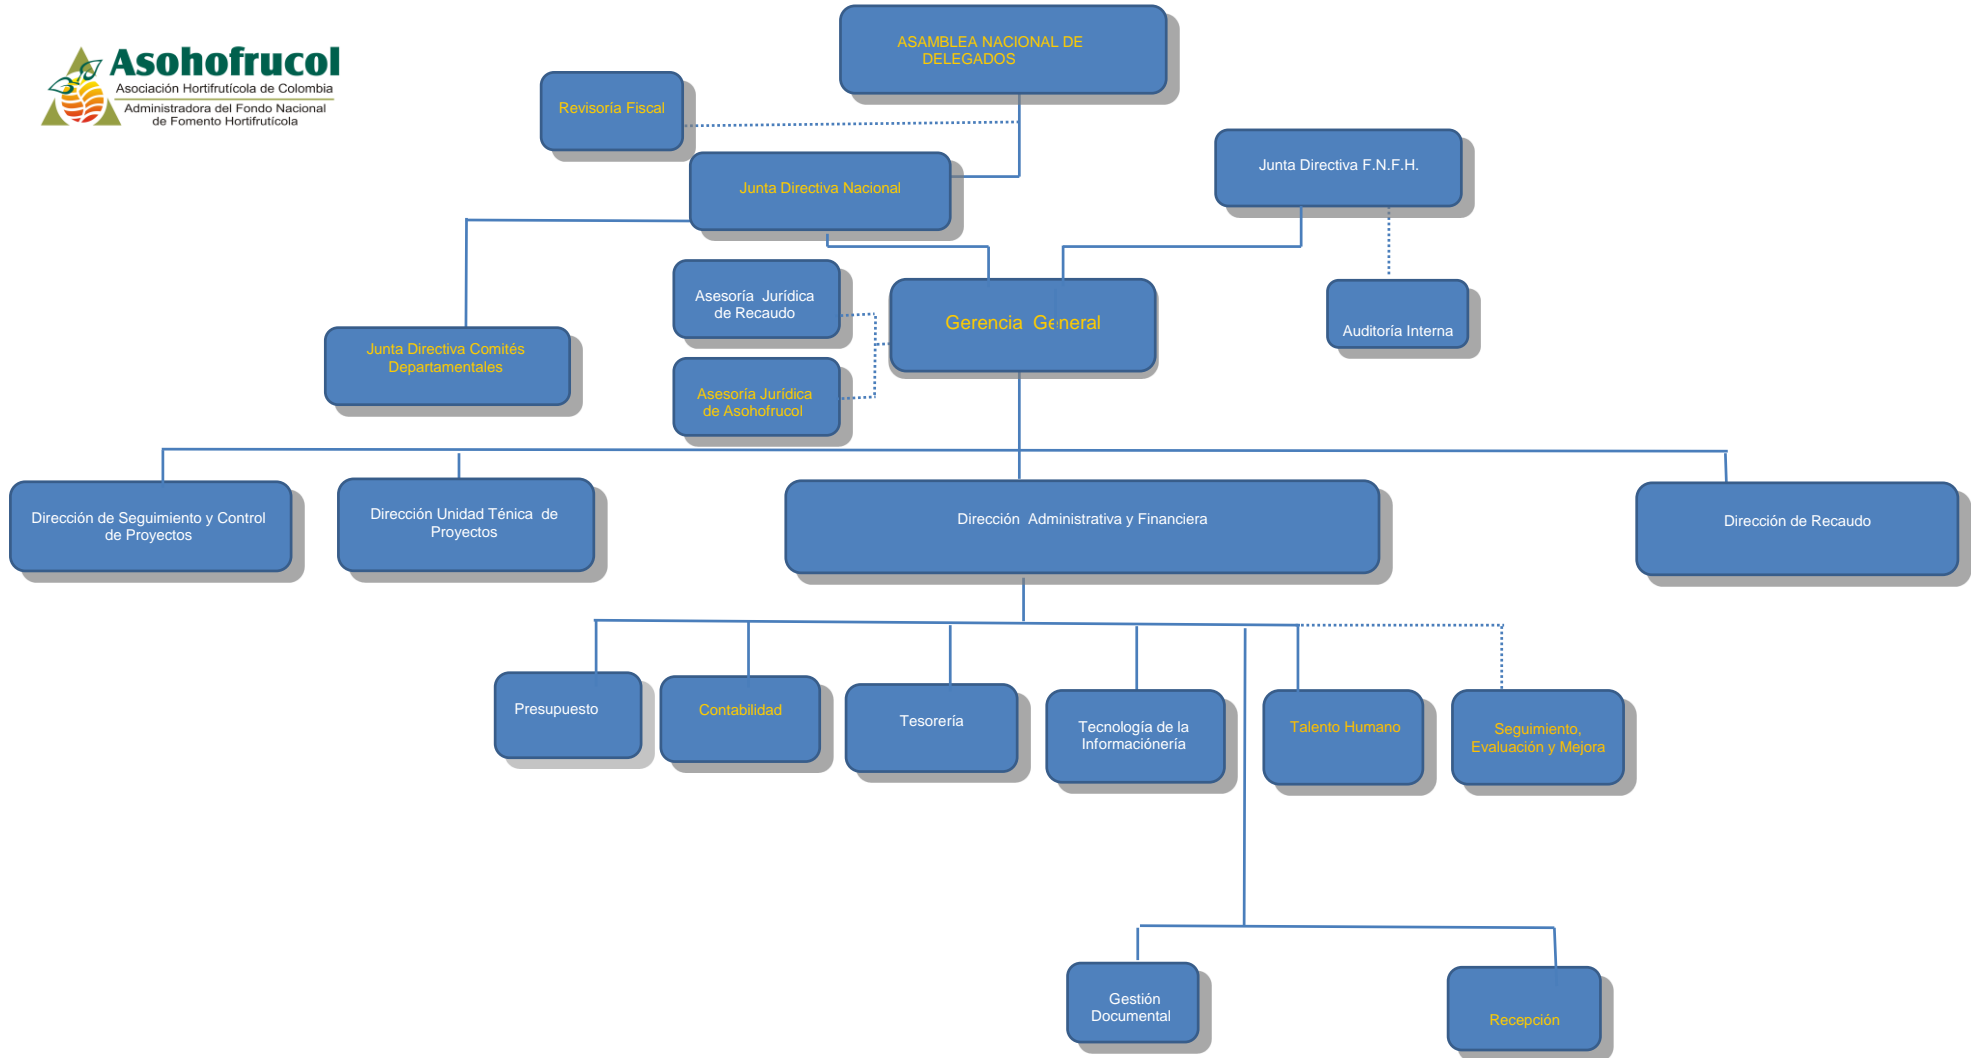 ASAMBLEA NACIONAL DE
DELEGADOS
Asohofrucol
Asociación Hortifrutícola de Colombia
Administradora del Fondo Nacional
de Fomento Hortifrutícola
Revisoría Fiscal
Junta Directiva F.N.F.H.
Junta Directiva Nacional
Asesoría Jurídica
de Recaudo
Gerencia General
Auditoría Interna
Junta Directiva Comités
Departamentales
Asesoría Jurídica
de Asohofrucol
Dirección de Seguimiento y Control
de Proyectos
Dirección Unidad Ténica de
Proyectos
Dirección Administrativa y Financiera
Dirección de Recaudo
Presupuesto
Contabilidad
Tesorería
Tecnología de la
Informaciónería
Talento Humano
Seguimiento,
Evaluación y Mejora
Gestión
Documental
Recepción